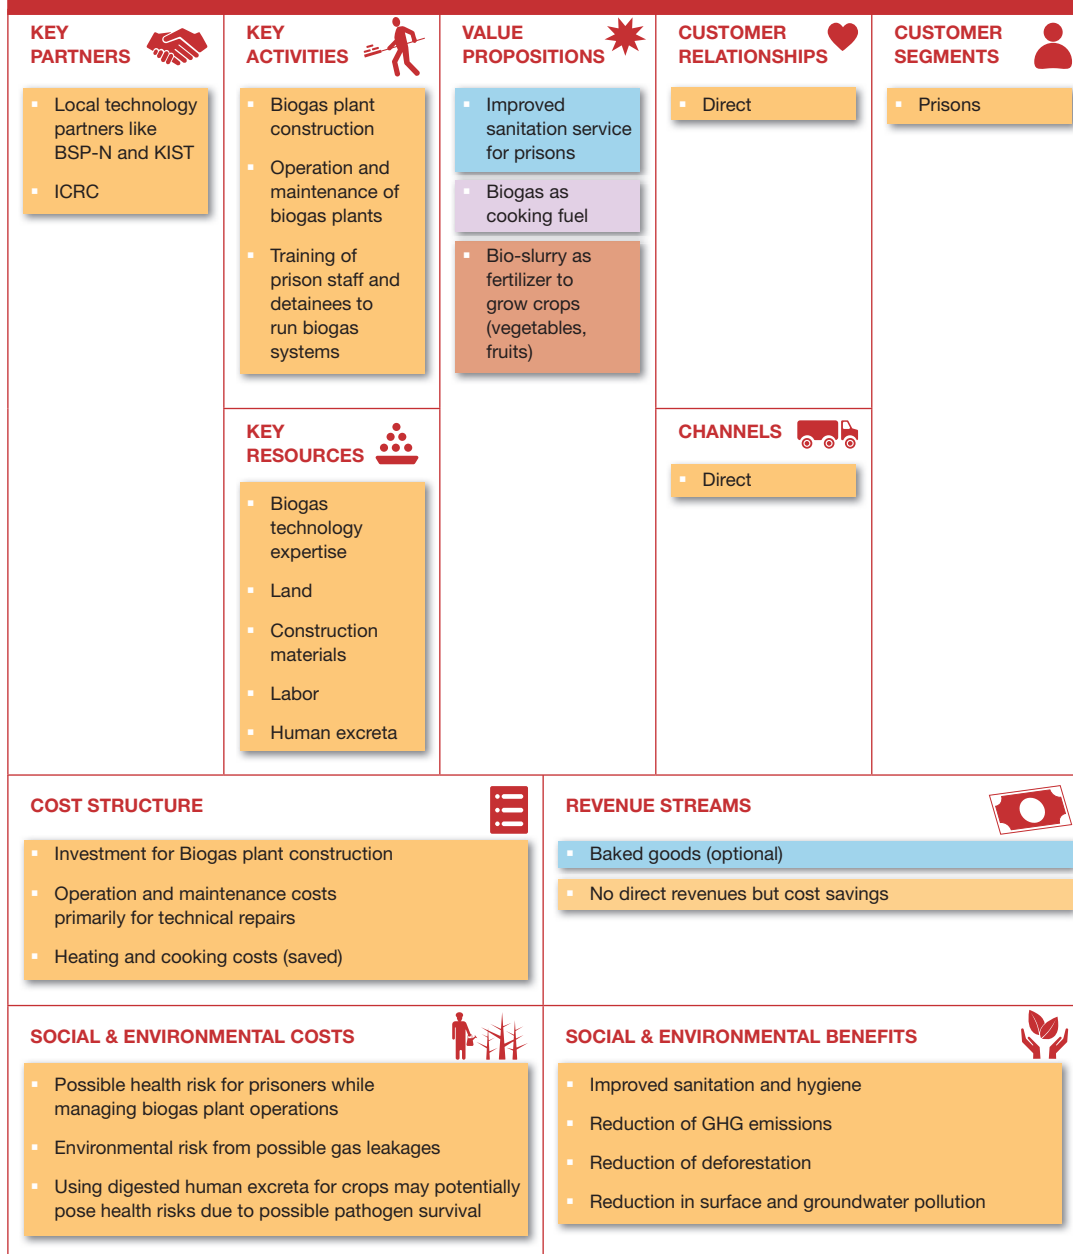 KEY
PARTNERS
▪ Local technology
partners like
BSP-N and KIST
▪ ICRC
KEY
ACTIVITIES
▪ Biogas plant
construction
▪ Operation and
maintenance of
biogas plants
▪ Training of
prison staff and
detainees to
run biogas
systems
KEY
RESOURCES
▪ Biogas
technology
expertise
▪ Land
▪ Construction
materials
▪ Labor
▪ Human excreta
VALUE
PROPOSITIONS
▪ Improved
sanitation service
for prisons
▪ Biogas as
cooking fuel
▪ Bio-slurry as
fertilizer to
grow crops
(vegetables,
fruits)
CUSTOMER
RELATIONSHIPS
▪ Direct
CHANNELS
▪ Direct
CUSTOMER
SEGMENTS
▪ Prisons
COST STRUCTURE
▪ Investment for Biogas plant construction
▪ Operation and maintenance costs
primarily for technical repairs
▪ Heating and cooking costs (saved)
REVENUE STREAMS
▪ Baked goods (optional)
▪ No direct revenues but cost savings
SOCIAL & ENVIRONMENTAL COSTS
▪ Possible health risk for prisoners while
managing biogas plant operations
▪ Environmental risk from possible gas leakages
▪ Using digested human excreta for crops may potentially
pose health risks due to possible pathogen survival
SOCIAL & ENVIRONMENTAL BENEFITS
▪ Improved sanitation and hygiene
▪ Reduction of GHG emissions
▪ Reduction of deforestation
▪ Reduction in surface and groundwater pollution